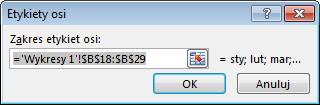 Etykiety osi
Zakres etykiet osi:
='Wykresy 1'!$B$18:$B$29 = sty; lut; mar;...
OK Anuluj